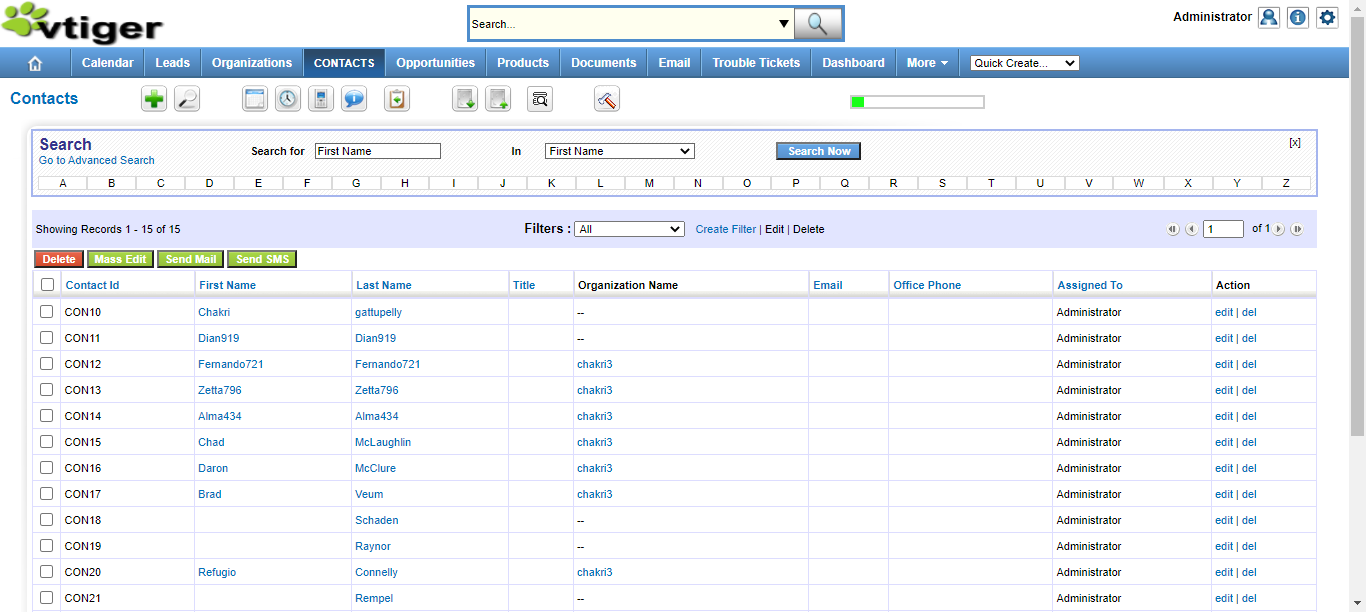 vtiger
Search...
Administrator
Calendar Leads Organizations CONTACTS Opportunities Products Documents Email Trouble Tickets Dashboard More Quick Create...
Contacts
Search
Go to Advanced Search
Search for First Name In First Name Search Now [x]
A B C D E F G H I J K L M N O P Q R S T U V W X Y Z
Showing Records 1 - 15 of 15 Filters : All Create Filter | Edit | Delete 1 of 1
Delete Mass Edit Send Mail Send SMS
Contact Id First Name Last Name Title Organization Name Email Office Phone Assigned To Action
CON10 Chakri gattupelly -- Administrator edit | del
CON11 Dian919 Dian919 -- Administrator edit | del
CON12 Fernando721 Fernando721 chakri3 Administrator edit | del
CON13 Zetta796 Zetta796 chakri3 Administrator edit | del
CON14 Alma434 Alma434 chakri3 Administrator edit | del
CON15 Chad McLaughlin chakri3 Administrator edit | del
CON16 Daron McClure chakri3 Administrator edit | del
CON17 Brad Veum chakri3 Administrator edit | del
CON18 Schaden -- Administrator edit | del
CON19 Raynor -- Administrator edit | del
CON20 Refugio Connelly chakri3 Administrator edit | del
CON21 Rempel -- Administrator edit | del